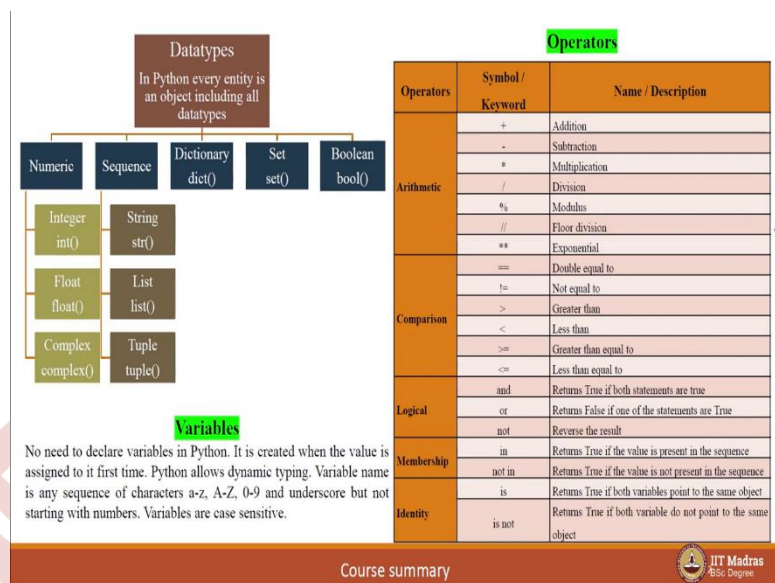 Datatypes
In Python every entity is
an object including all
datatypes
Numeric
Sequence
Dictionary
dict()
Set
set()
Boolean
bool()
Integer
int()
String
str()
Float
float()
List
list()
Complex
complex()
Tuple
tuple()
Variables
No need to declare variables in Python. It is created when the value is
assigned to it first time. Python allows dynamic typing. Variable name
is any sequence of characters a-z, A-Z, 0-9 and underscore but not
starting with numbers. Variables are case sensitive.
Operators
Operators Symbol / Keyword Name / Description
Arithmetic
+ Addition
- Subtraction
* Multiplication
/ Division
% Modulus
// Floor division
** Exponential
Comparison
== Double equal to
!= Not equal to
> Greater than
< Less than
>= Greater than equal to
<= Less than equal to
Logical
and Returns True if both statements are true
or Returns False if one of the statements are True
not Reverse the result
Membership
in Returns True if the value is present in the sequence
not in Returns True if the value is not present in the sequence
Identity
is Returns True if both variables point to the same object
is not Returns True if both variable do not point to the same
object
Course summary
IIT Madras
BSc Degree